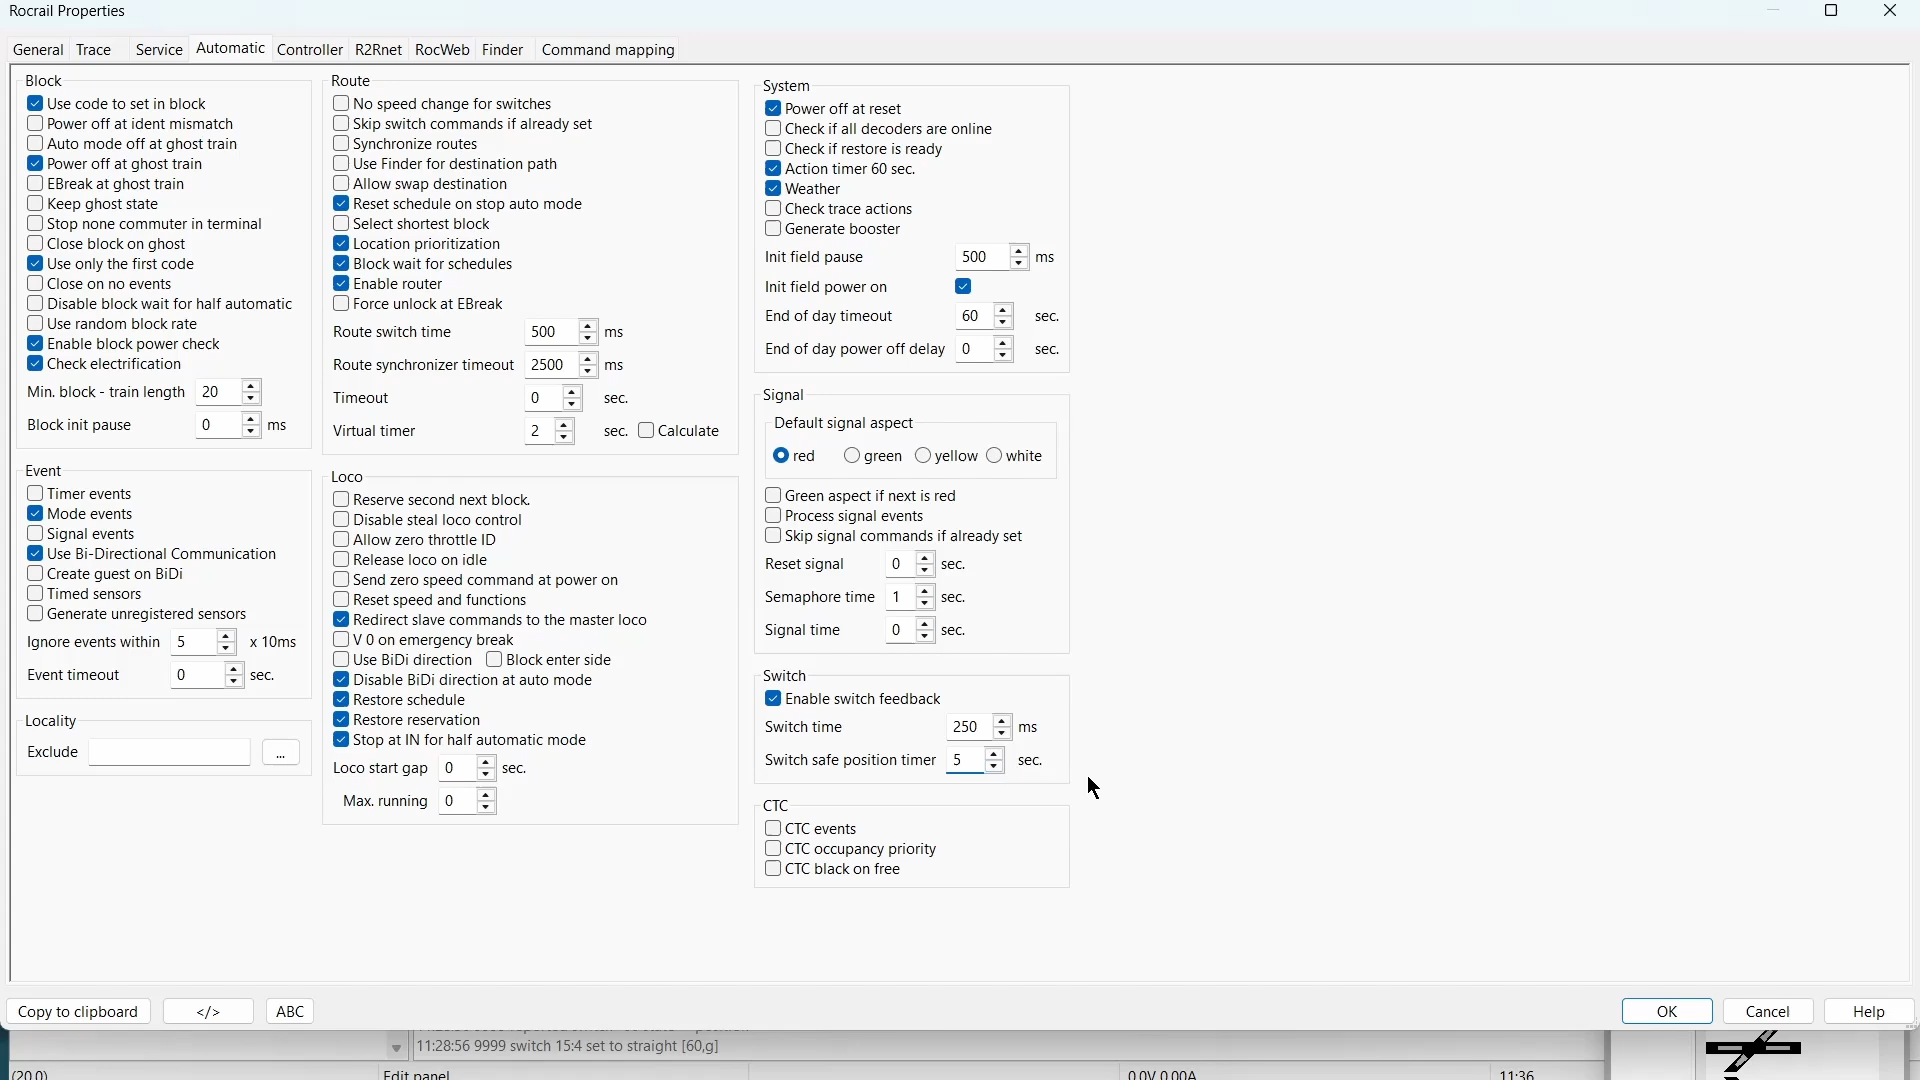 Rocrail Properties
General Trace Service Automatic Controller R2Rnet RocWeb Finder Command mapping
Block
Use code to set in block
Power off at ident mismatch
Auto mode off at ghost train
Power off at ghost train
EBreak at ghost train
Keep ghost state
Stop none commuter in terminal
Close block on ghost
Use only the first code
Close on no events
Disable block wait for half automatic
Use random block rate
Enable block power check
Check electrification
Min. block - train length 20
Block init pause 0 ms
Event
Timer events
Mode events
Signal events
Use Bi-Directional Communication
Create guest on BiDi
Timed sensors
Generate unregistered sensors
Ignore events within 5 x 10ms
Event timeout 0 sec.
Locality
Exclude ...
Route
No speed change for switches
Skip switch commands if already set
Synchronize routes
Use Finder for destination path
Allow swap destination
Reset schedule on stop auto mode
Select shortest block
Location prioritization
Block wait for schedules
Enable router
Force unlock at EBreak
Route switch time 500 ms
Route synchronizer timeout 2500 ms
Timeout 0 sec.
Virtual timer 2 sec. Calculate
Loco
Reserve second next block.
Disable steal loco control
Allow zero throttle ID
Release loco on idle
Send zero speed command at power on
Reset speed and functions
Redirect slave commands to the master loco
V 0 on emergency break
Use BiDi direction Block enter side
Disable BiDi direction at auto mode
Restore schedule
Restore reservation
Stop at IN for half automatic mode
Loco start gap 0 sec.
Max. running 0
System
Power off at reset
Check if all decoders are online
Check if restore is ready
Action timer 60 sec.
Weather
Check trace actions
Generate booster
Init field pause 500 ms
Init field power on
End of day timeout 60 sec.
End of day power off delay 0 sec.
Signal
Default signal aspect
red green yellow white
Green aspect if next is red
Process signal events
Skip signal commands if already set
Reset signal 0 sec.
Semaphore time 1 sec.
Signal time 0 sec.
Switch
Enable switch feedback
Switch time 250 ms
Switch safe position timer 5 sec.
CTC
CTC events
CTC occupancy priority
CTC black on free
Copy to clipboard </> ABC OK Cancel Help
11:28:56 9999 switch 15:4 set to straight [60,g]
(20,0) Edit panel 0.0V 0.00A 11:36